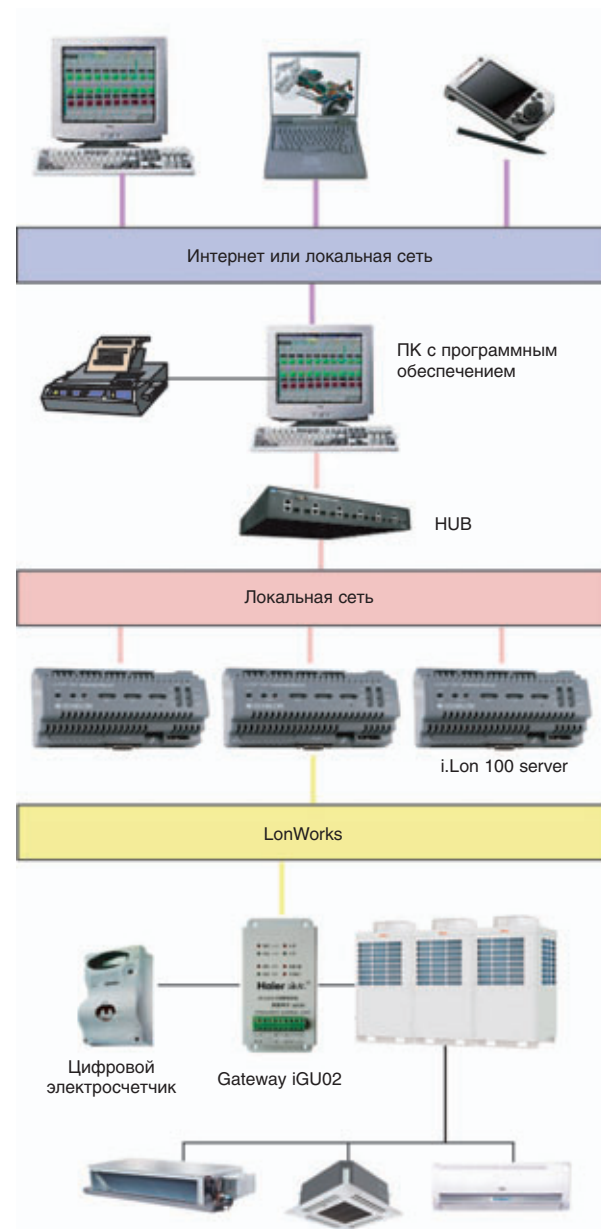 Интернет или локальная сеть
ПК с программным
обеспечением
HUB
Локальная сеть
i.Lon 100 server
LonWorks
Haier
Цифровой
электросчетчик
Gateway iGU02